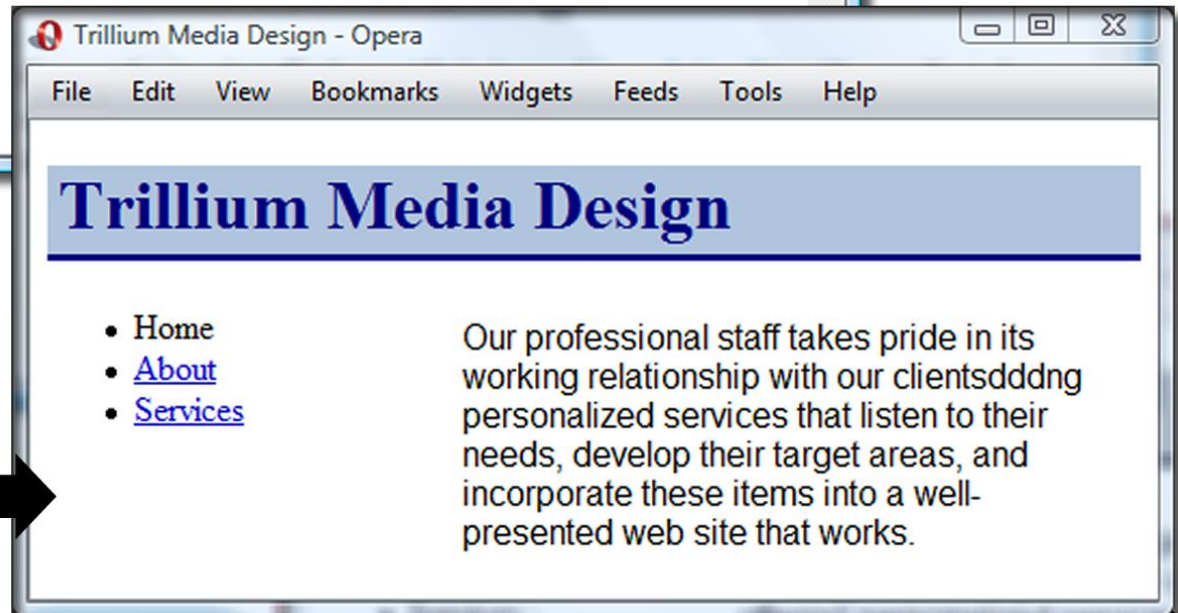 Trillium Media Design - Opera
File Edit View Bookmarks Widgets Feeds Tools Help
Trillium Media Design
• Home
• About
• Services
Our professional staff takes pride in its
working relationship with our clientsdddng
personalized services that listen to their
needs, develop their target areas, and
incorporate these items into a well-
presented web site that works.